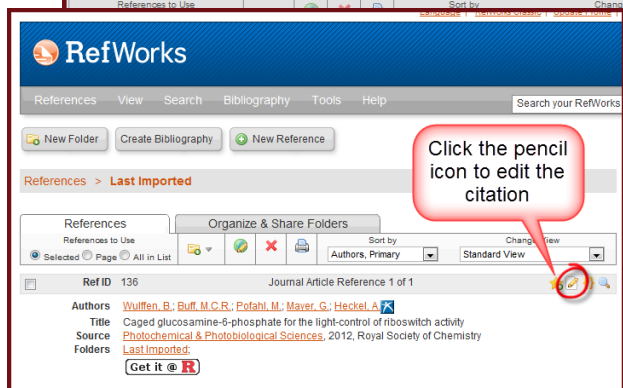 References to Use
Sort by
Language | RefWorks Classic | Update Profile
RefWorks
References View Search Bibliography Tools Help
Search your RefWorks
New Folder Create Bibliography New Reference
Click the pencil
icon to edit the
citation
References > Last Imported
References Organize & Share Folders
References to Use Sort by Change View
Selected Page All in List Authors, Primary Standard View
Ref ID 136 Journal Article Reference 1 of 1
Authors Wulffen, B.; Buff, M.C.R.; Pofahl, M.; Mayer, G.; Heckel, A
Title Caged glucosamine-6-phosphate for the light-control of riboswitch activity
Source Photochemical & Photobiological Sciences, 2012, Royal Society of Chemistry
Folders Last Imported;
Get it @ R